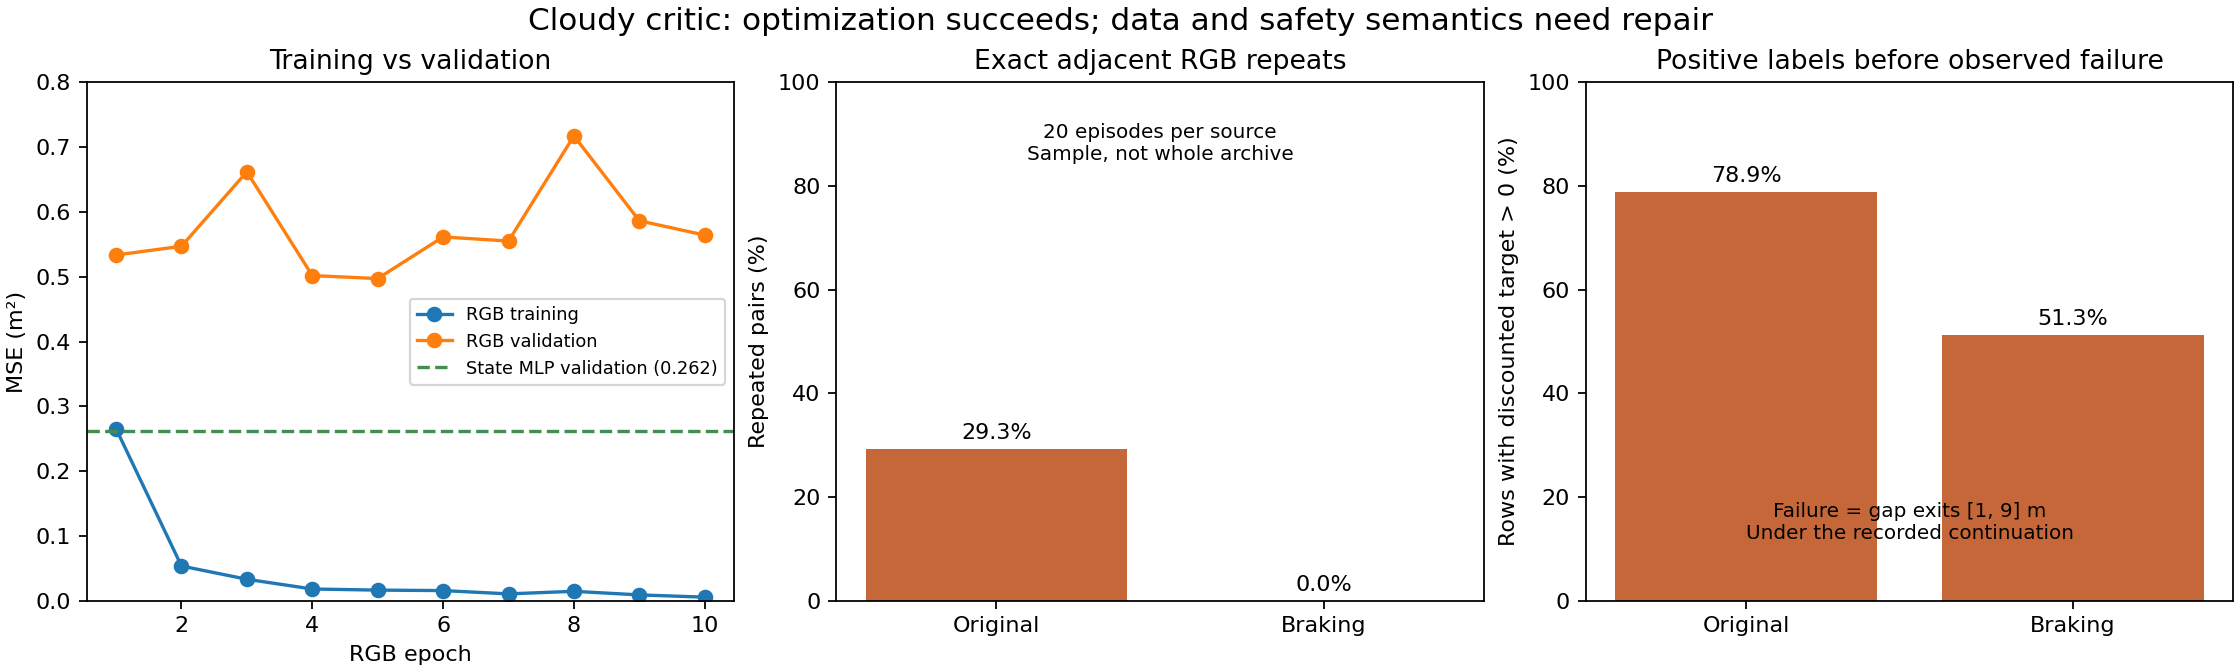 Cloudy critic: optimization succeeds; data and safety semantics need repair
Training vs validation
MSE (m²)
0.8
0.7
0.6
0.5
0.4
0.3
0.2
0.1
0.0
RGB training
RGB validation
State MLP validation (0.262)
2
4
6
8
10
RGB epoch
Exact adjacent RGB repeats
Repeated pairs (%)
100
80
60
40
20
0
20 episodes per source
Sample, not whole archive
29.3%
0.0%
Original
Braking
Positive labels before observed failure
Rows with discounted target > 0 (%)
100
80
60
40
20
0
78.9%
51.3%
Failure = gap exits [1, 9] m
Under the recorded continuation
Original
Braking